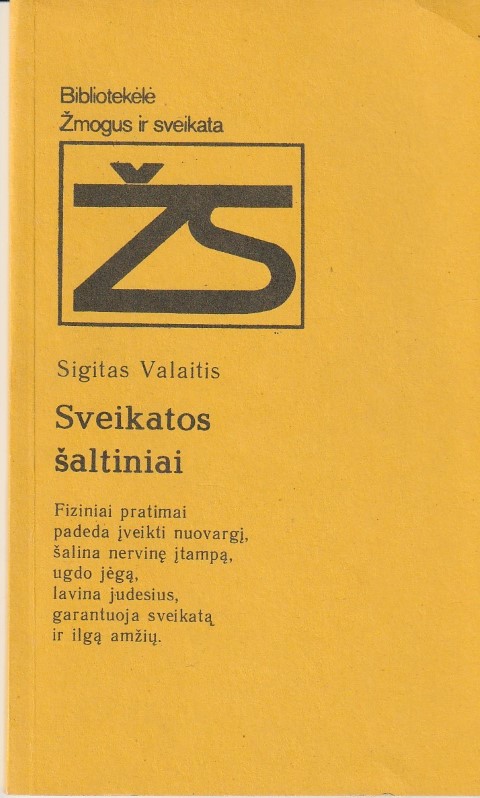 Bibliotekėlė
Žmogus ir sveikata
ŽS
Sigitas Valaitis
Sveikatos
šaltiniai
Fiziniai pratimai
padeda įveikti nuovargį,
šalina nervinę įtampą,
ugdo jėgą,
lavina judesius,
garantuoja sveikatą
ir ilgą amžių.